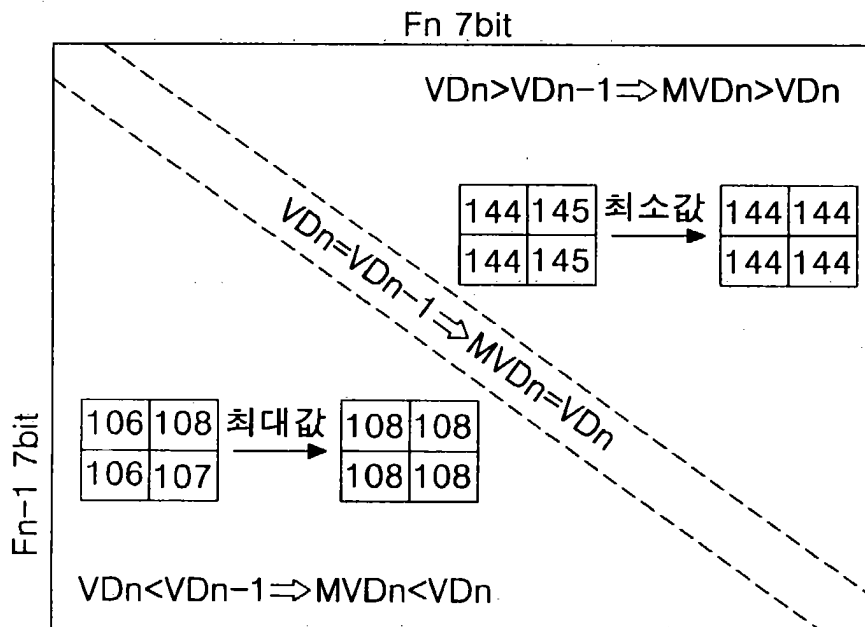 Fn 7bit
VDn>VDn-1⇒MVDn>VDn
144 145 최소값 144 144
144 145 144 144
VDn=VDn-1⇒MVDn=VDn
106 108 최대값 108 108
106 107 108 108
Fn-1 7bit
VDn<VDn-1⇒MVDn<VDn